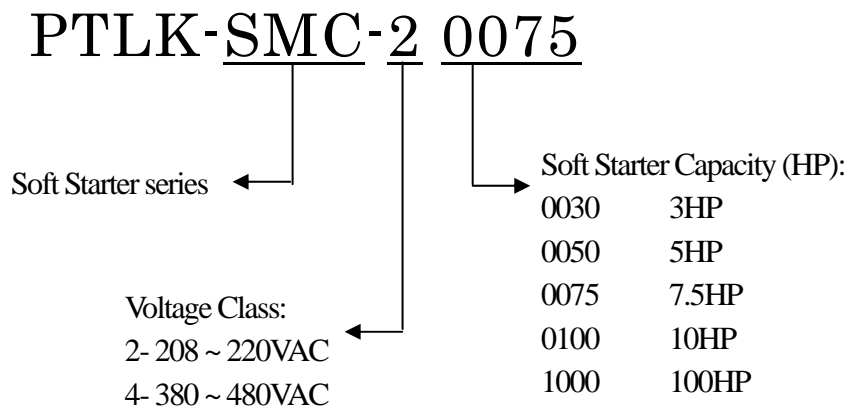 PTLK-SMC-2 0075
Soft Starter series
Voltage Class:
2- 208 ~ 220VAC
4- 380 ~ 480VAC
Soft Starter Capacity (HP):
0030 3HP
0050 5HP
0075 7.5HP
0100 10HP
1000 100HP